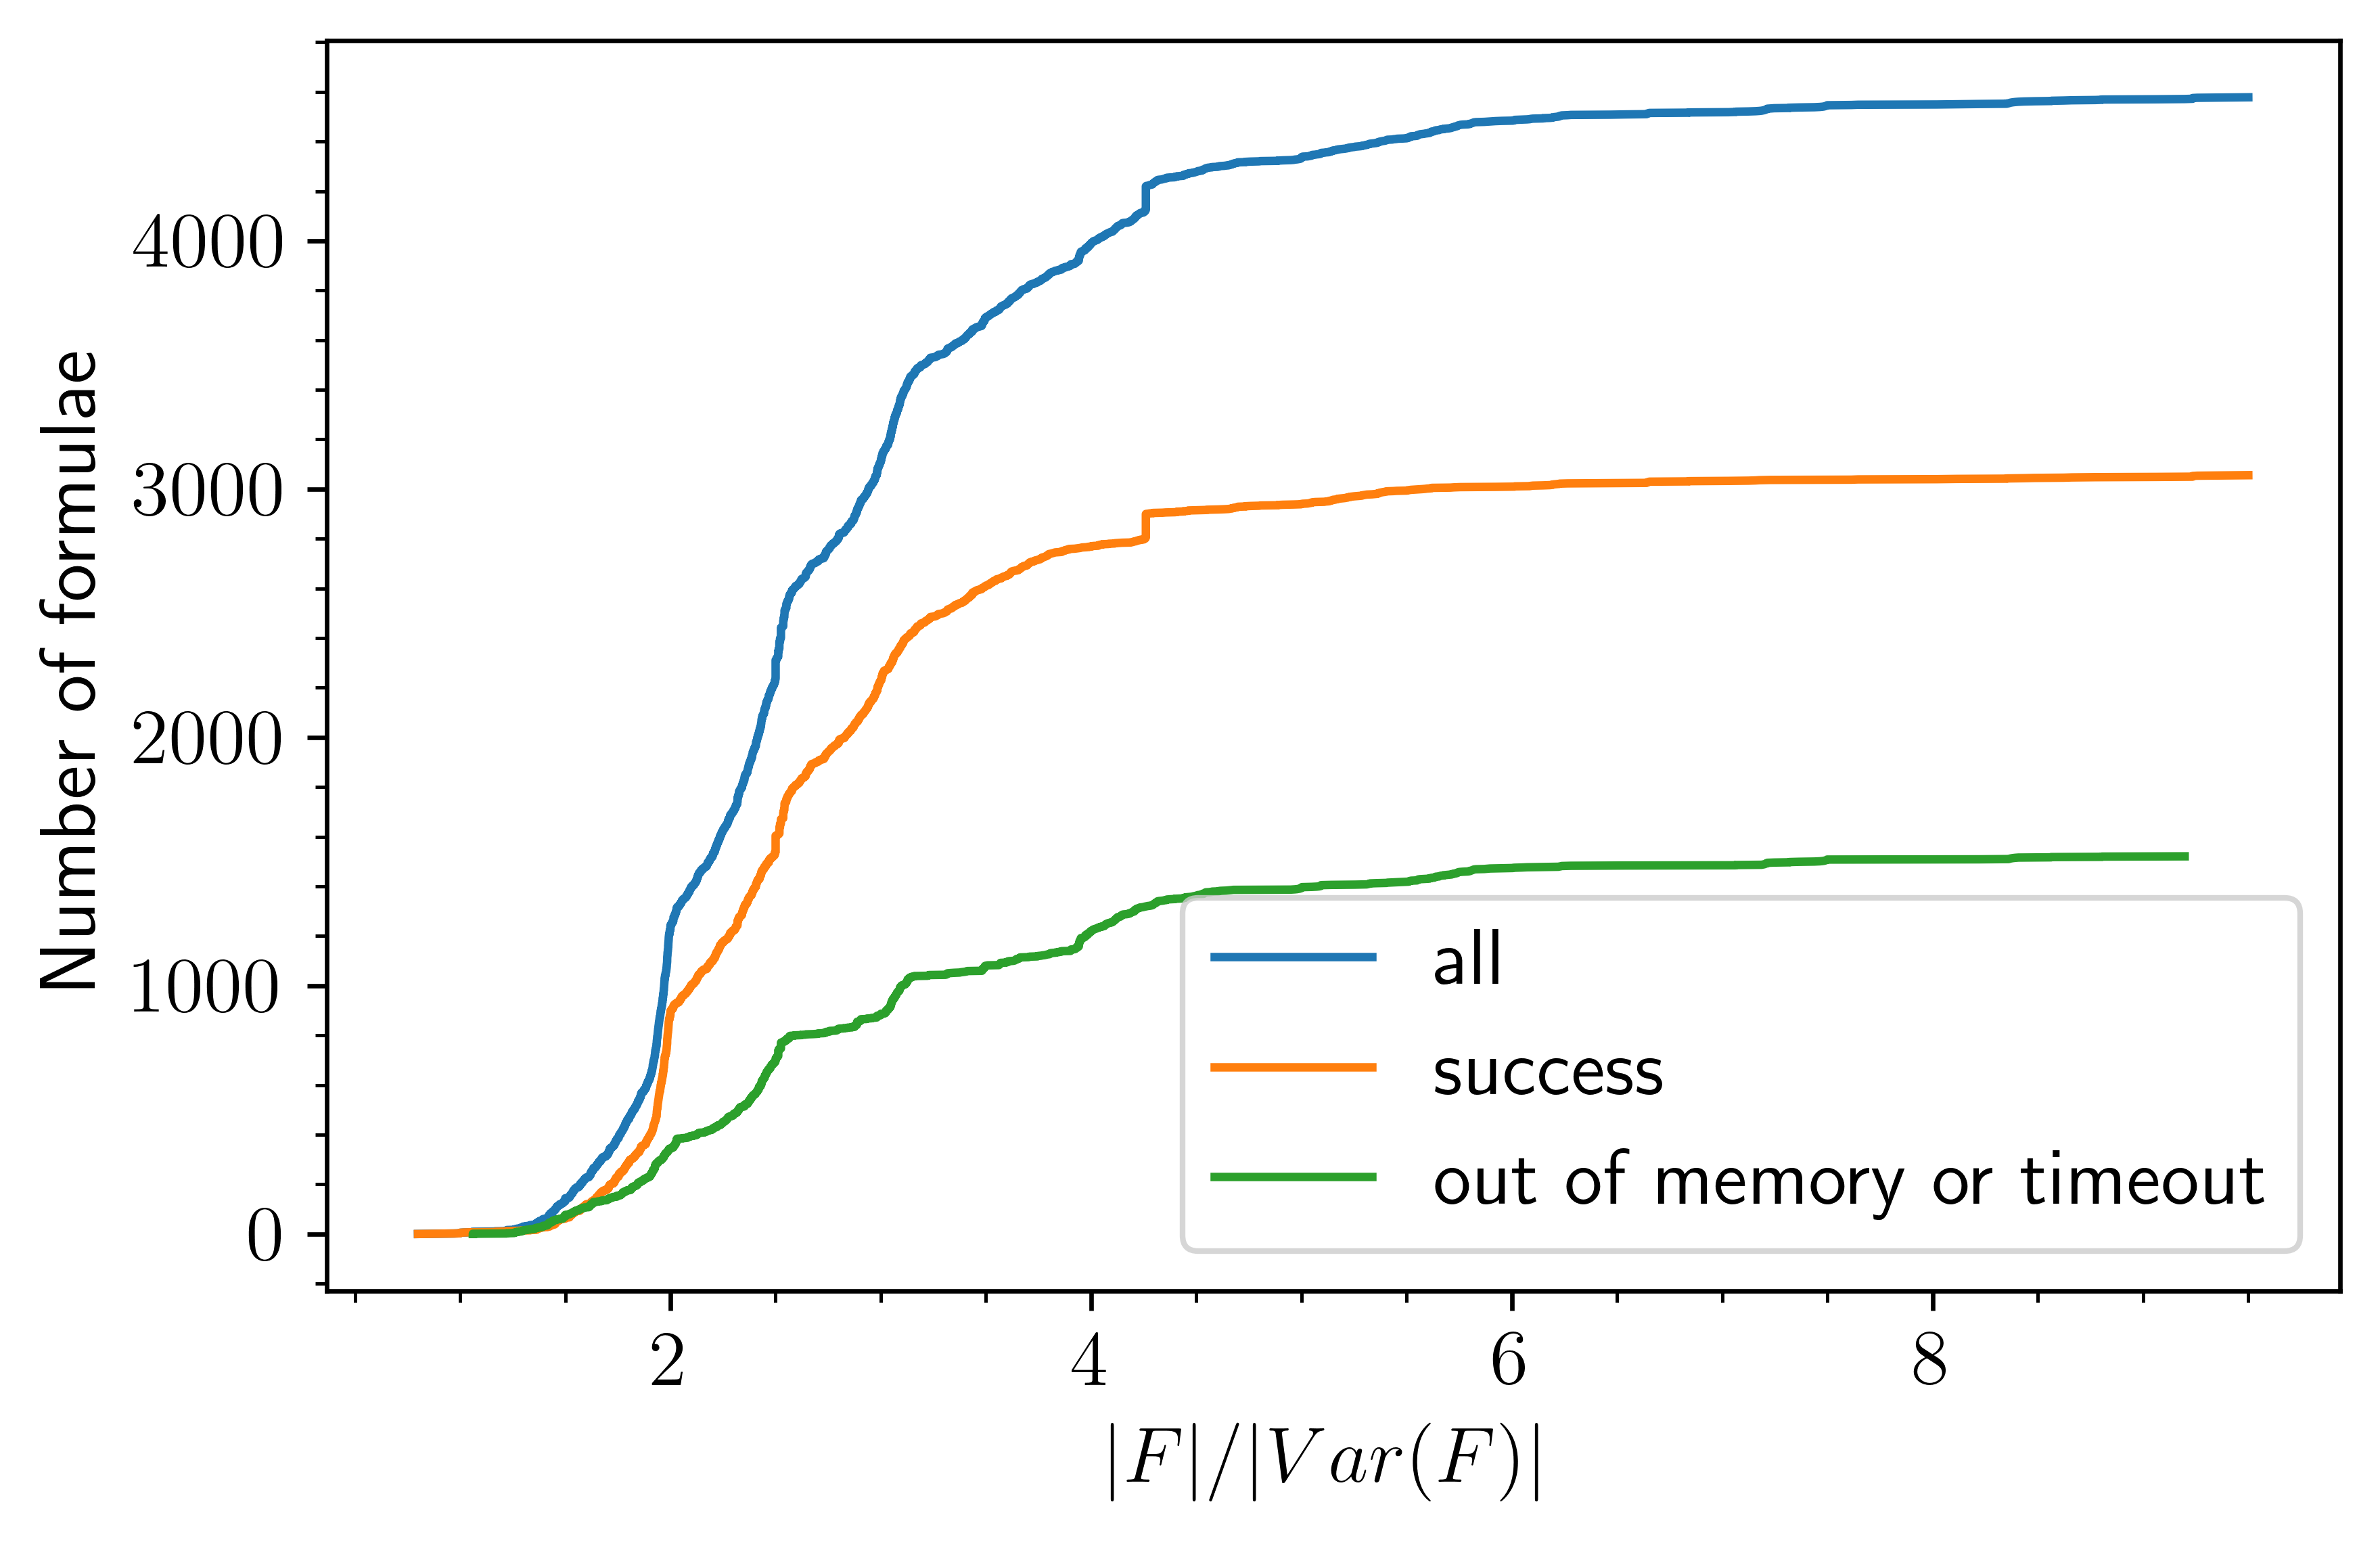 Number of formulae
4000
3000
2000
1000
0
all
success
out of memory or timeout
2 4 6 8
|F|/|Var(F)|